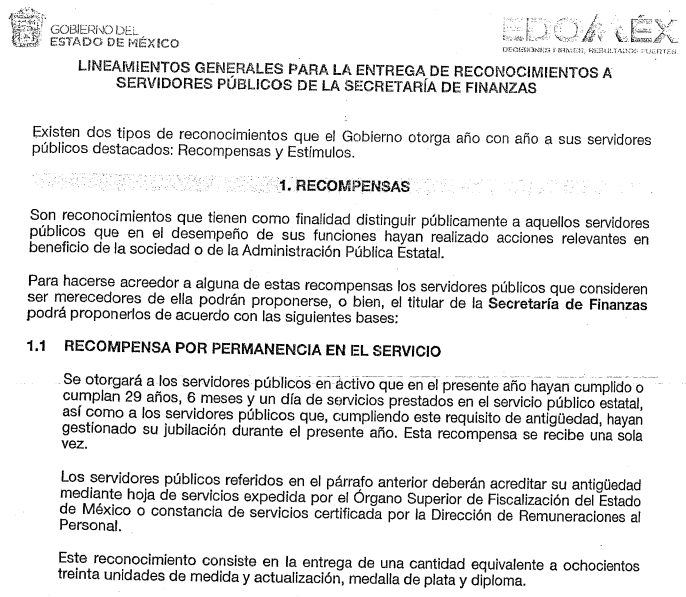 GOBIERNO DEL
ESTADO DE MÉXICO
EDOMÉX
DECISIONES FIRMES, RESULTADOS FUERTES.
LINEAMIENTOS GENERALES PARA LA ENTREGA DE RECONOCIMIENTOS A
SERVIDORES PÚBLICOS DE LA SECRETARÍA DE FINANZAS
Existen dos tipos de reconocimientos que el Gobierno otorga año con año a sus servidores
públicos destacados: Recompensas y Estímulos.
1. RECOMPENSAS
Son reconocimientos que tienen como finalidad distinguir públicamente a aquellos servidores
públicos que en el desempeño de sus funciones hayan realizado acciones relevantes en
beneficio de la sociedad o de la Administración Pública Estatal.
Para hacerse acreedor a alguna de estas recompensas los servidores públicos que consideren
ser merecedores de ella podrán proponerse, o bien, el titular de la Secretaría de Finanzas
podrá proponerlos de acuerdo con las siguientes bases:
1.1 RECOMPENSA POR PERMANENCIA EN EL SERVICIO
Se otorgará a los servidores públicos en activo que en el presente año hayan cumplido o
cumplan 29 años, 6 meses y un día de servicios prestados en el servicio público estatal,
así como a los servidores públicos que, cumpliendo este requisito de antigüedad, hayan
gestionado su jubilación durante el presente año. Esta recompensa se recibe una sola
vez.
Los servidores públicos referidos en el párrafo anterior deberán acreditar su antigüedad
mediante hoja de servicios expedida por el Órgano Superior de Fiscalización del Estado
de México o constancia de servicios certificada por la Dirección de Remuneraciones al
Personal.
Este reconocimiento consiste en la entrega de una cantidad equivalente a ochocientos
treinta unidades de medida y actualización, medalla de plata y diploma.